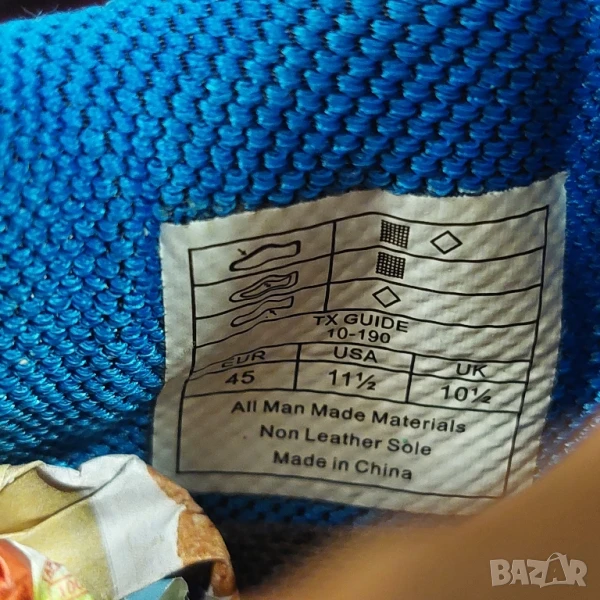 TX GUIDE
10-190
EUR USA UK
45 11½ 10½
All Man Made Materials
Non Leather Sole
Made in China
BAZAR